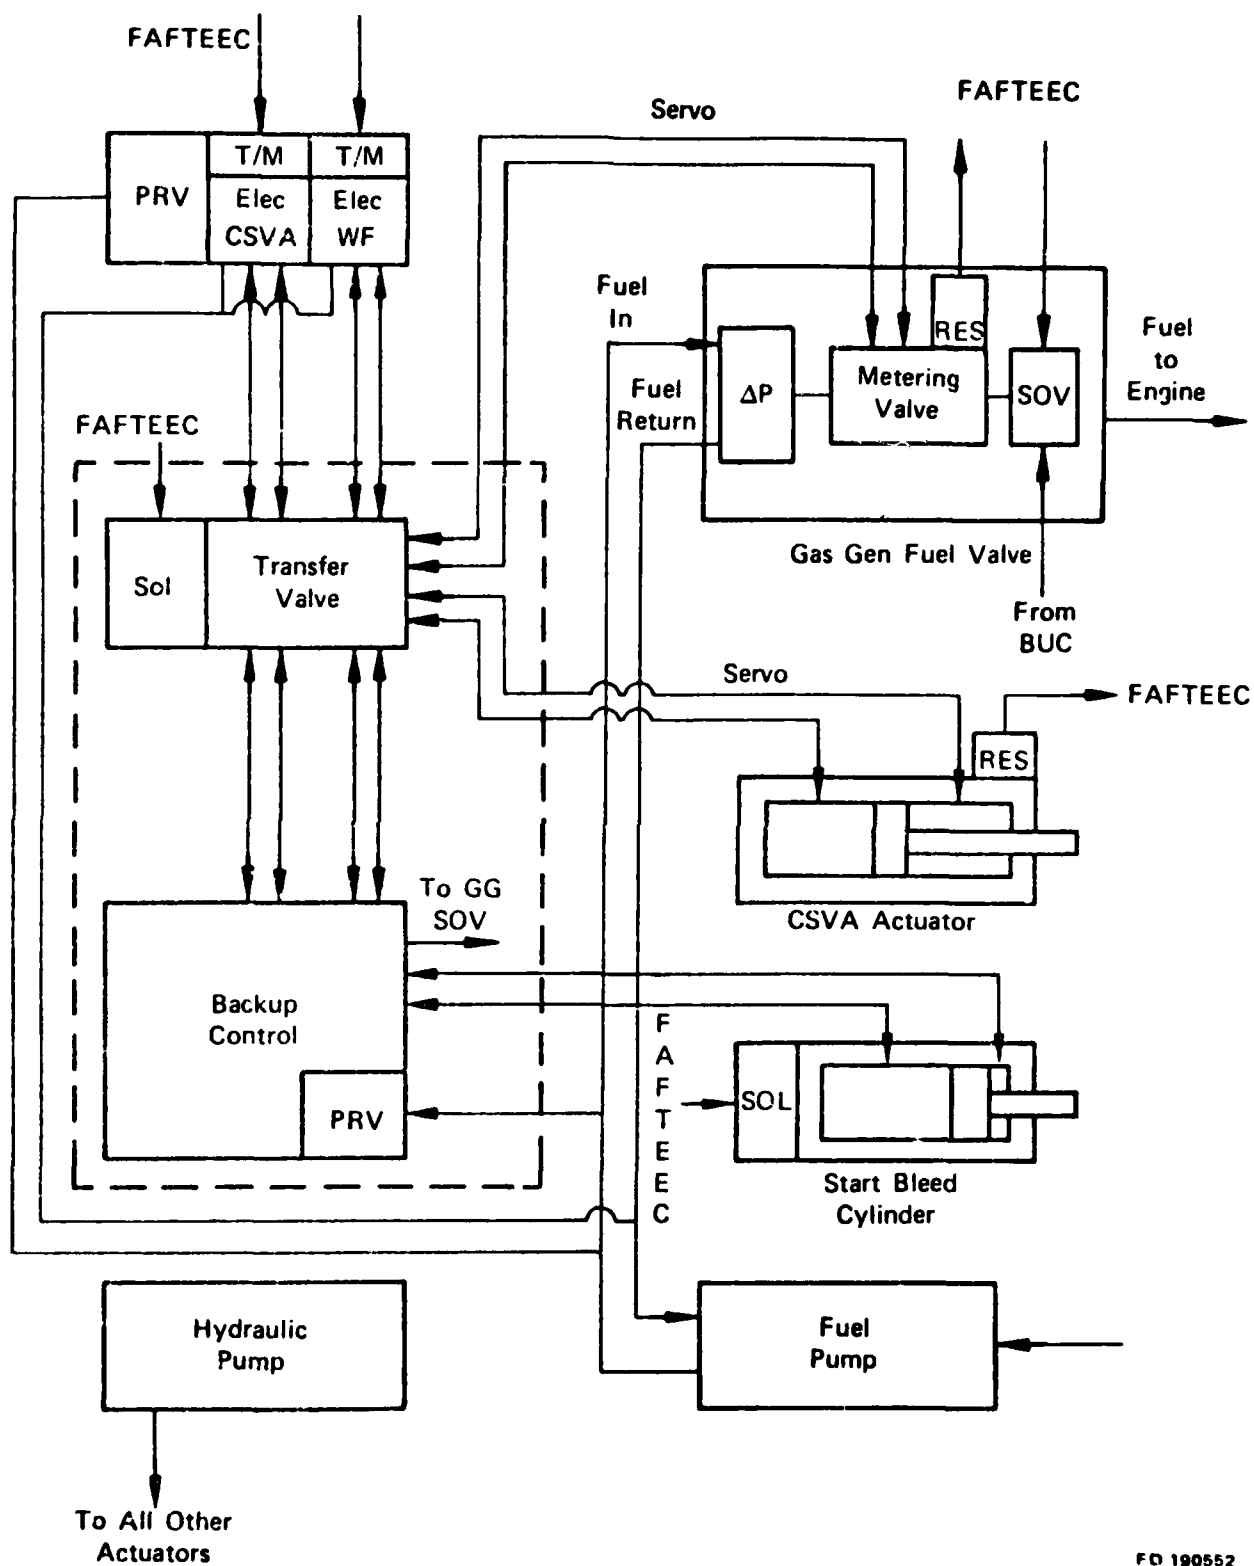 FAFTEEC
Servo
FAFTEEC
PRV
T/M
T/M
Elec
CSVA
Elec
WF
Fuel
In
RES
Fuel
to
Engine
Fuel
Return
ΔP
Metering
Valve
SOV
FAFTEEC
Sol
Transfer
Valve
Gas Gen Fuel Valve
From
BUC
Servo
FAFTEEC
RES
CSVA Actuator
To GG
SOV
Backup
Control
PRV
FAFTEEC
SOL
Start Bleed
Cylinder
Hydraulic
Pump
Fuel
Pump
To All Other
Actuators
FD 190552